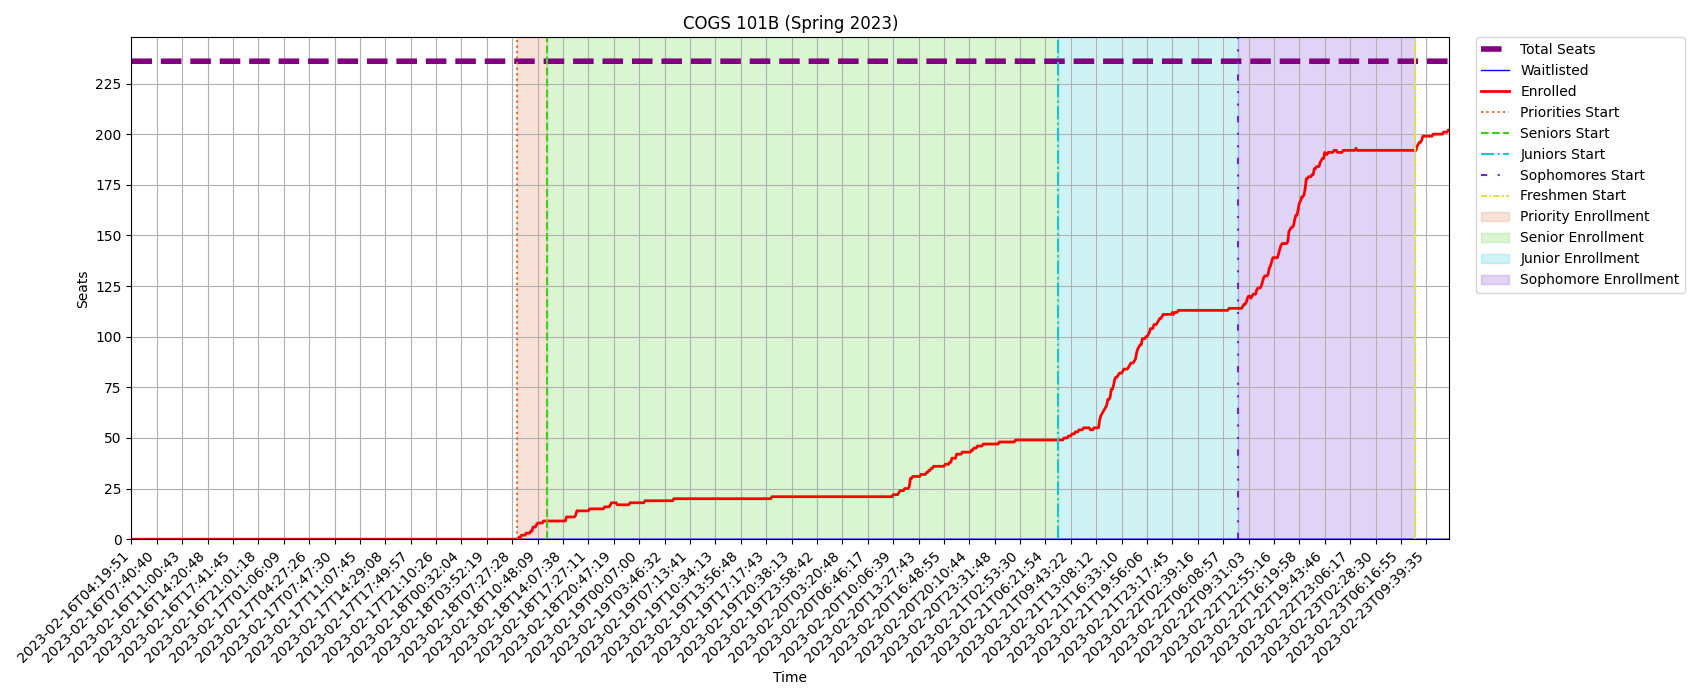 COGS 101B (Spring 2023)
Seats
225
200
175
150
125
100
75
50
25
0
2023-02-16T04:19:51
2023-02-16T07:40:40
2023-02-16T11:00:43
2023-02-16T14:20:48
2023-02-16T17:41:45
2023-02-16T21:01:18
2023-02-17T01:06:09
2023-02-17T04:27:26
2023-02-17T07:47:30
2023-02-17T11:07:45
2023-02-17T14:29:08
2023-02-17T17:49:57
2023-02-17T21:10:26
2023-02-18T00:32:04
2023-02-18T03:52:19
2023-02-18T07:27:28
2023-02-18T10:48:09
2023-02-18T14:07:38
2023-02-18T17:27:11
2023-02-18T20:47:19
2023-02-19T00:07:00
2023-02-19T03:46:32
2023-02-19T07:13:41
2023-02-19T10:34:13
2023-02-19T13:56:48
2023-02-19T17:17:43
2023-02-19T20:38:13
2023-02-19T23:58:42
2023-02-20T03:20:48
2023-02-20T06:46:17
2023-02-20T10:06:39
2023-02-20T13:27:43
2023-02-20T16:48:55
2023-02-20T20:10:44
2023-02-20T23:31:48
2023-02-21T02:53:30
2023-02-21T06:21:54
2023-02-21T09:43:22
2023-02-21T13:08:12
2023-02-21T16:33:10
2023-02-21T19:56:06
2023-02-21T23:17:45
2023-02-22T02:39:16
2023-02-22T06:08:57
2023-02-22T09:31:03
2023-02-22T12:55:16
2023-02-22T16:19:58
2023-02-22T19:43:46
2023-02-22T23:06:17
2023-02-23T02:28:30
2023-02-23T06:16:55
2023-02-23T09:39:35
Time
Total Seats
Waitlisted
Enrolled
Priorities Start
Seniors Start
Juniors Start
Sophomores Start
Freshmen Start
Priority Enrollment
Senior Enrollment
Junior Enrollment
Sophomore Enrollment